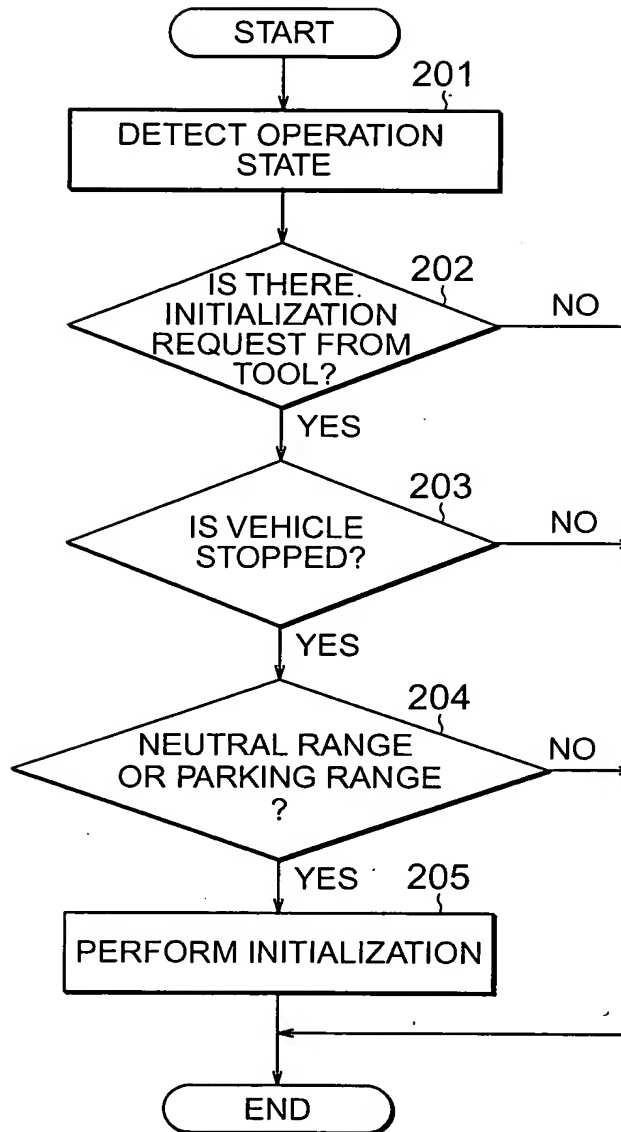 START
201
DETECT OPERATION
STATE
202
IS THERE
INITIALIZATION
REQUEST FROM
TOOL?
NO
YES
203
IS VEHICLE
STOPPED?
NO
YES
204
NEUTRAL RANGE
OR PARKING RANGE
?
NO
YES
205
PERFORM INITIALIZATION
END